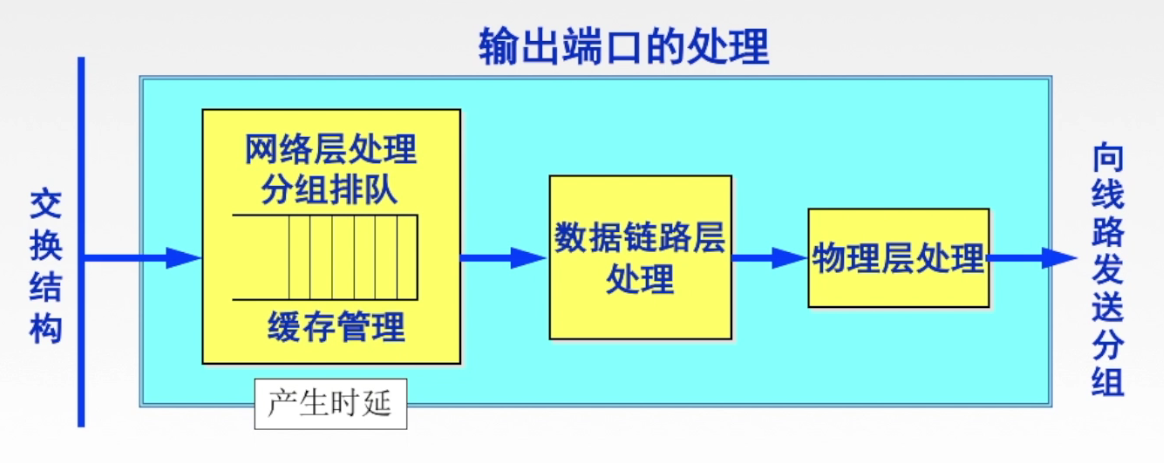 输出端口的处理
交换结构
网络层处理
分组排队
缓存管理
产生时延
数据链路层
处理
物理层处理
向线路发送分组